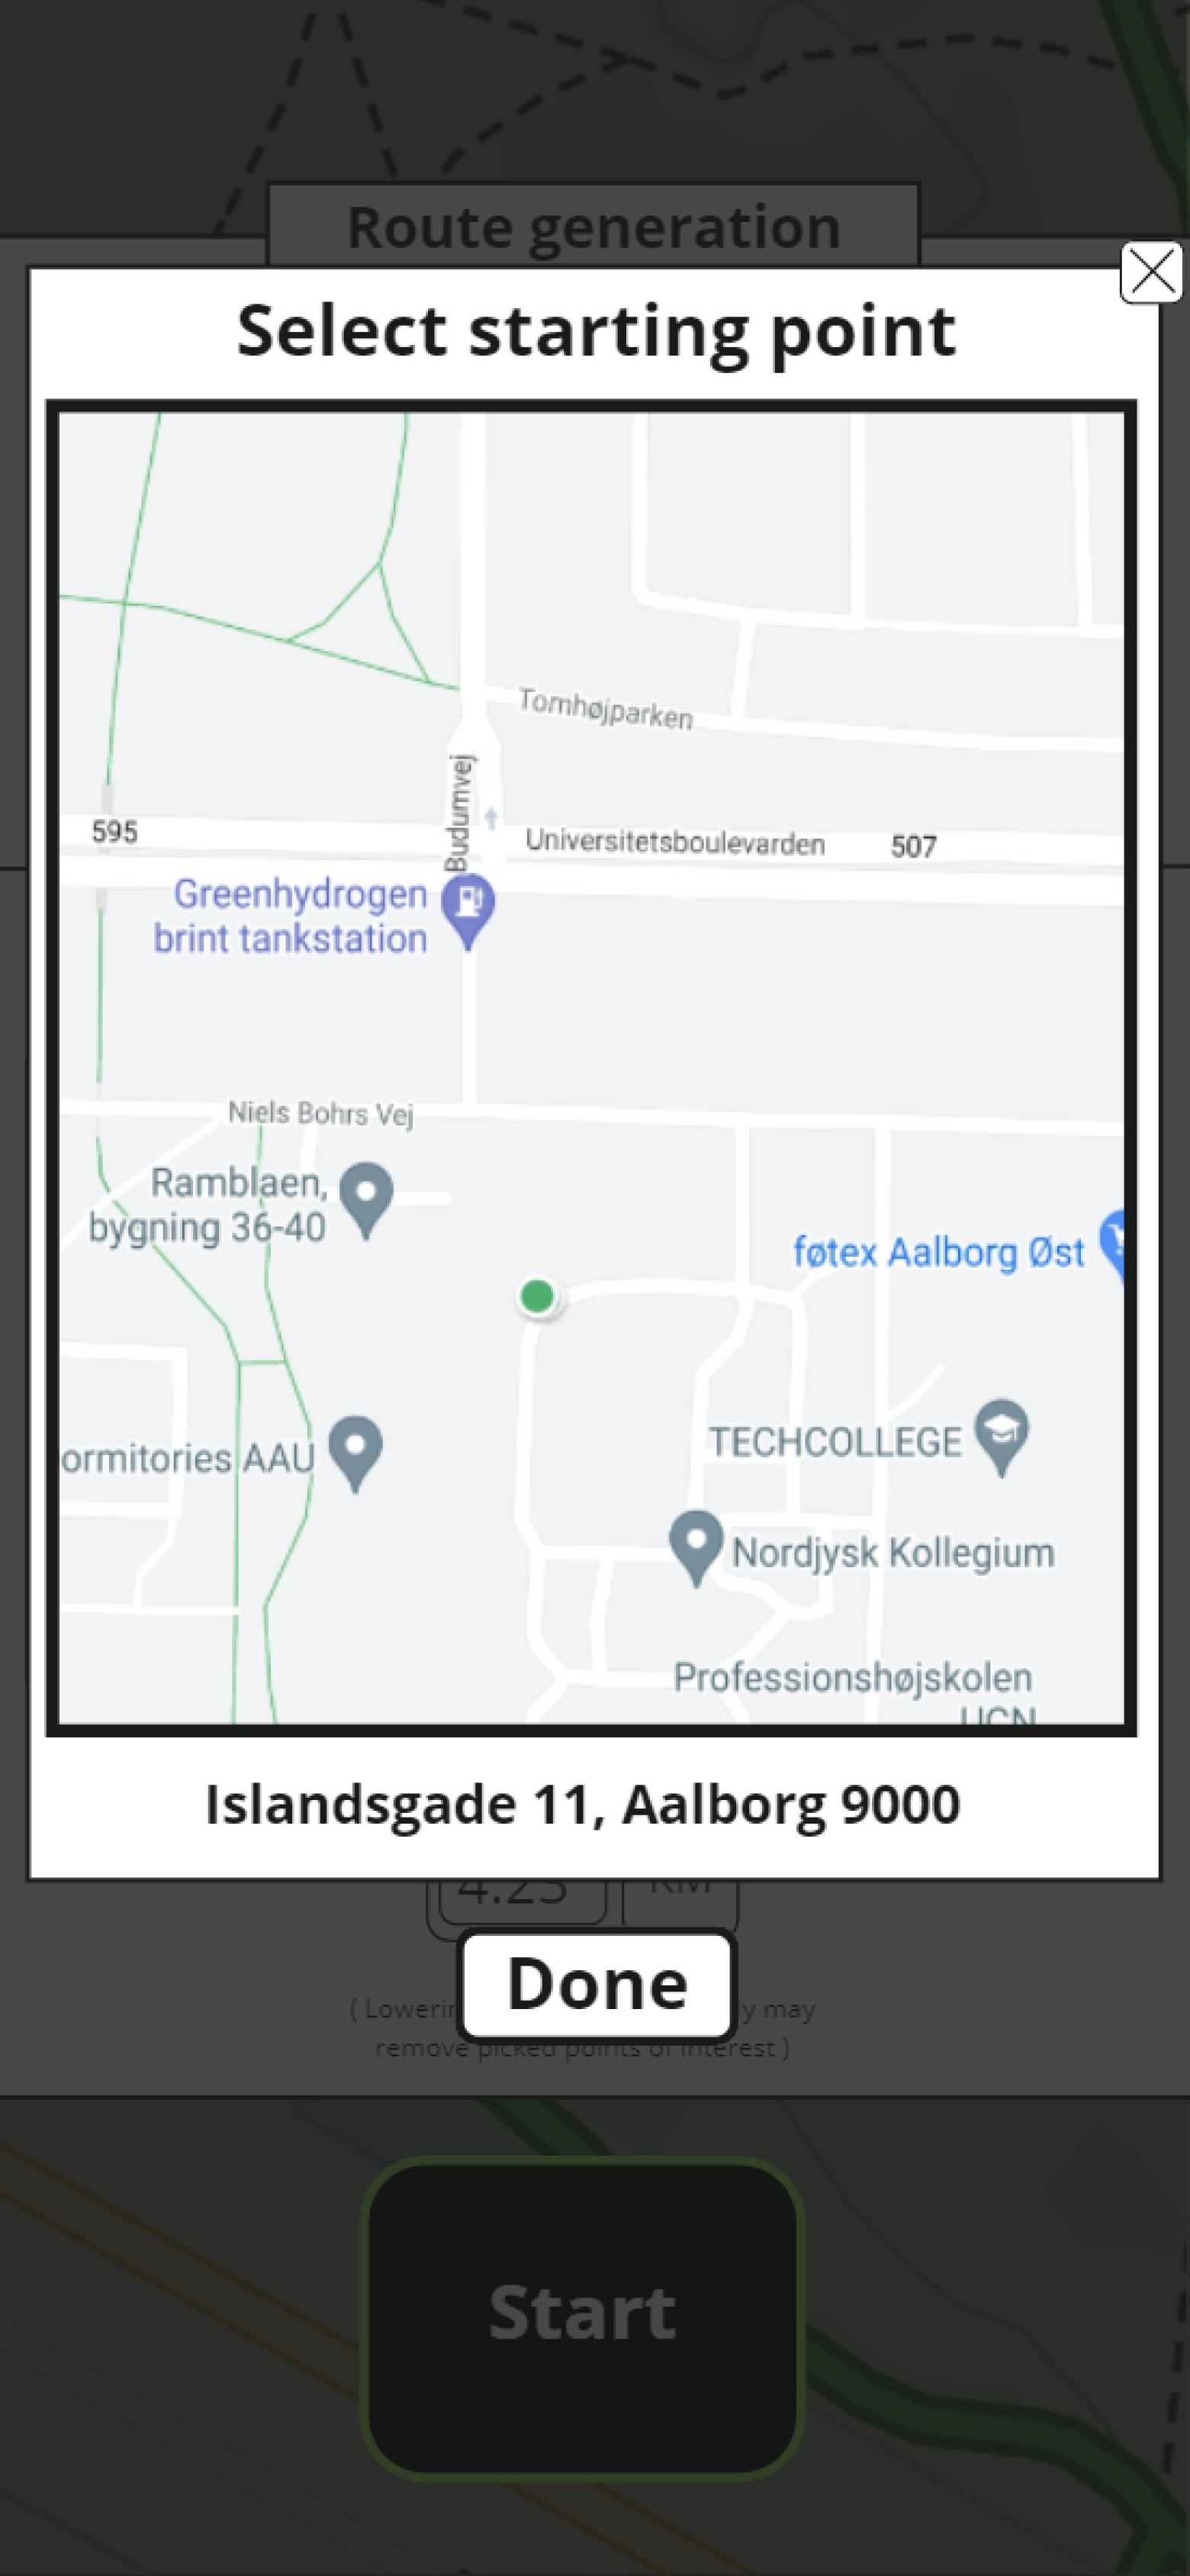 Route generation
Select starting point
Tornhøjparken
Budumvej
595
Universitetsboulevarden
507
Greenhydrogen
brint tankstation
Niels Bohrs Vej
Ramblaen,
bygning 36-40
føtex Aalborg Øst
ormitories AAU
TECHCOLLEGE
Nordjysk Kollegium
Professionshøjskolen
UCN
Islandsgade 11, Aalborg 9000
4.25
KM
Done
( Lowerin
y may
remove picked points of interest )
Start